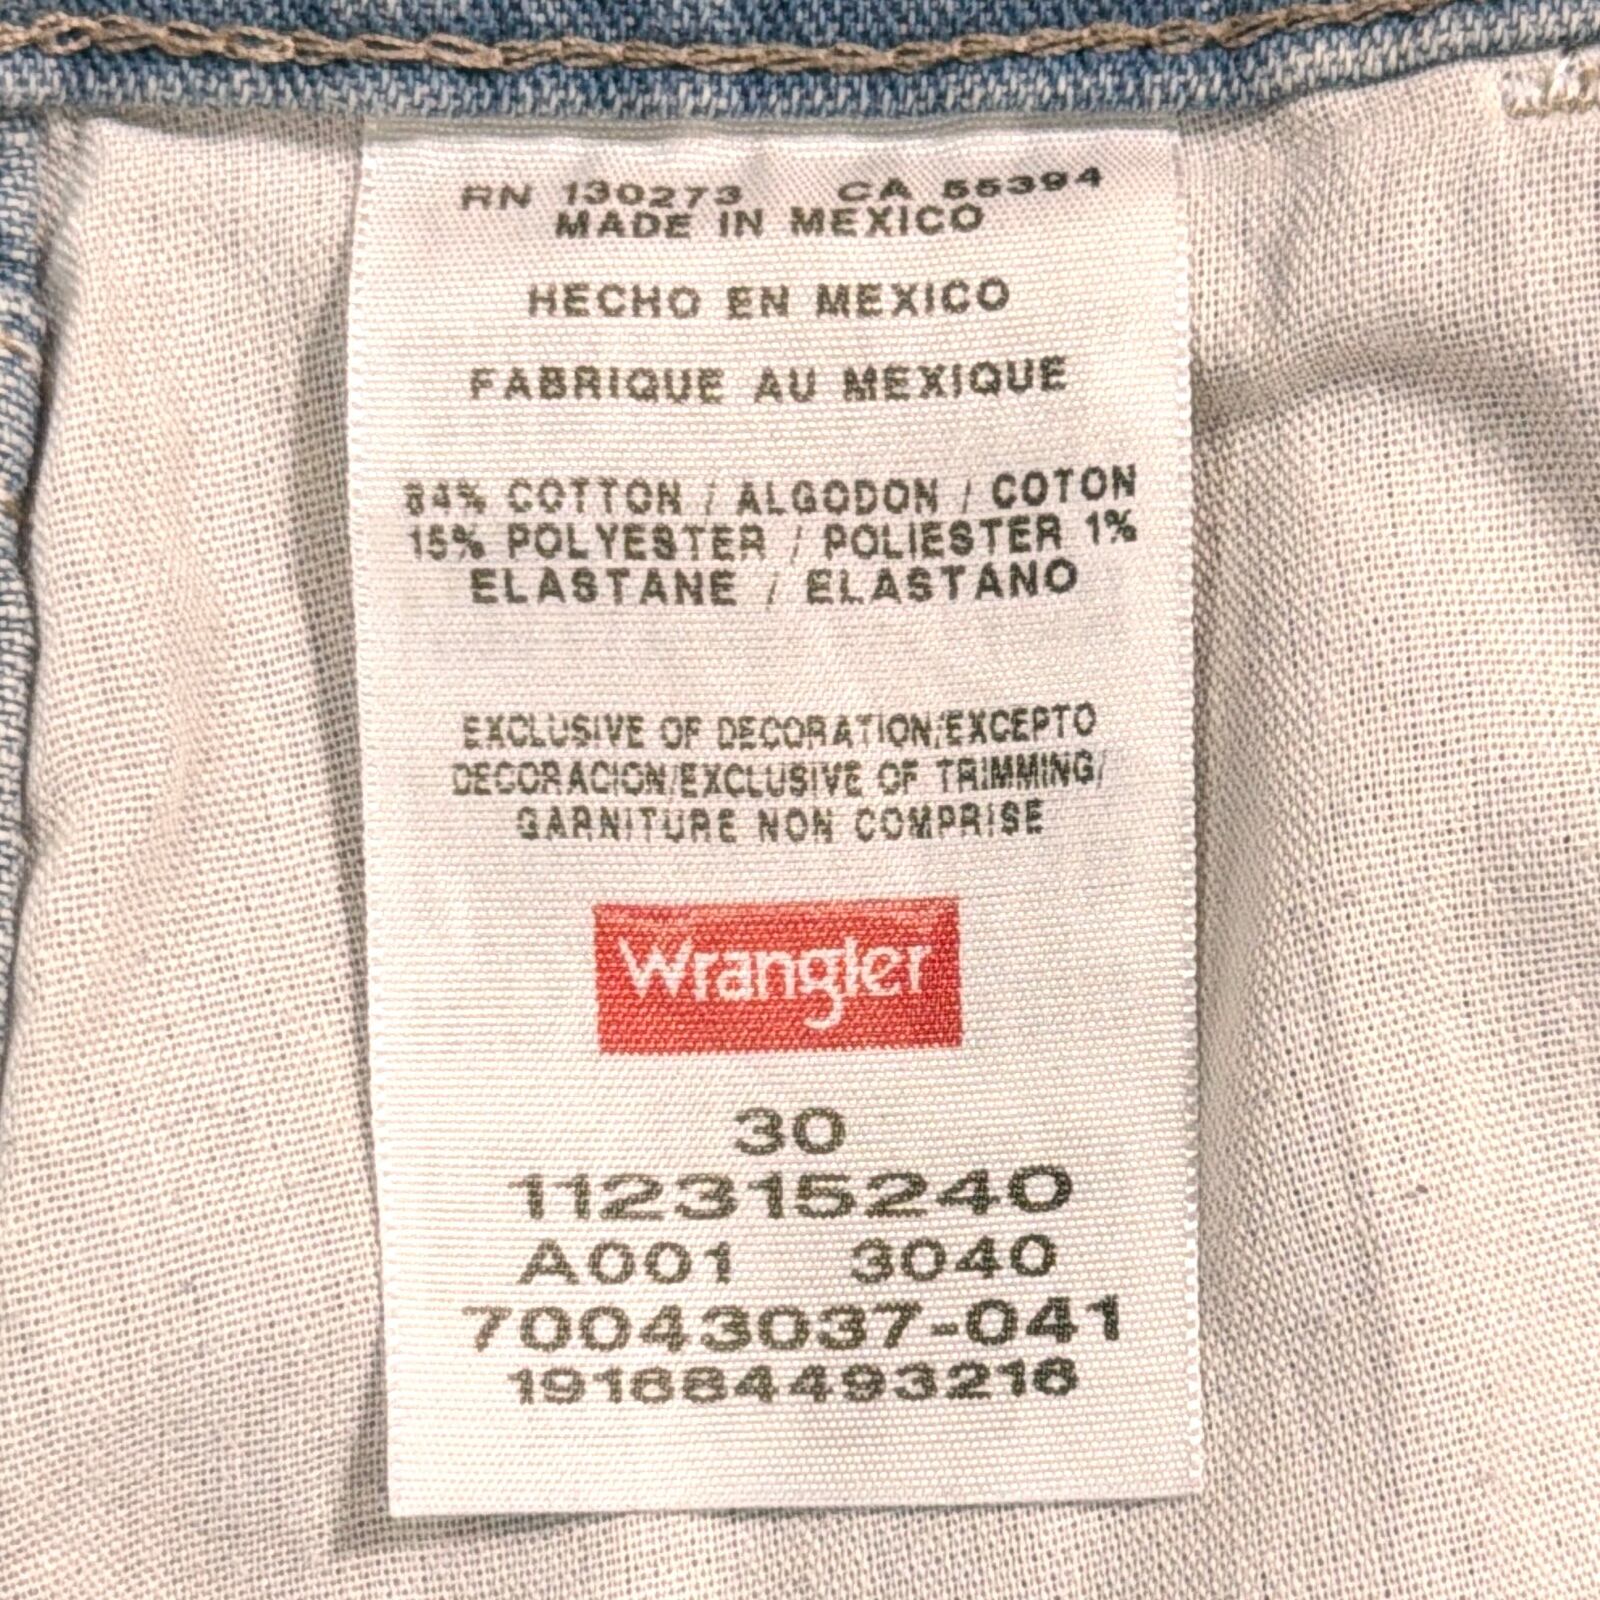 RN 130273 CA 55394
MADE IN MEXICO
HECHO EN MEXICO
FABRIQUE AU MEXIQUE
84% COTTON / ALGODON / COTON
15% POLYESTER / POLIESTER 1%
ELASTANE / ELASTANO
EXCLUSIVE OF DECORATION/EXCEPTO
DECORACION/EXCLUSIVE OF TRIMMING/
GARNITURE NON COMPRISE
Wrangler
30
112315240
A001 3040
70043037-041